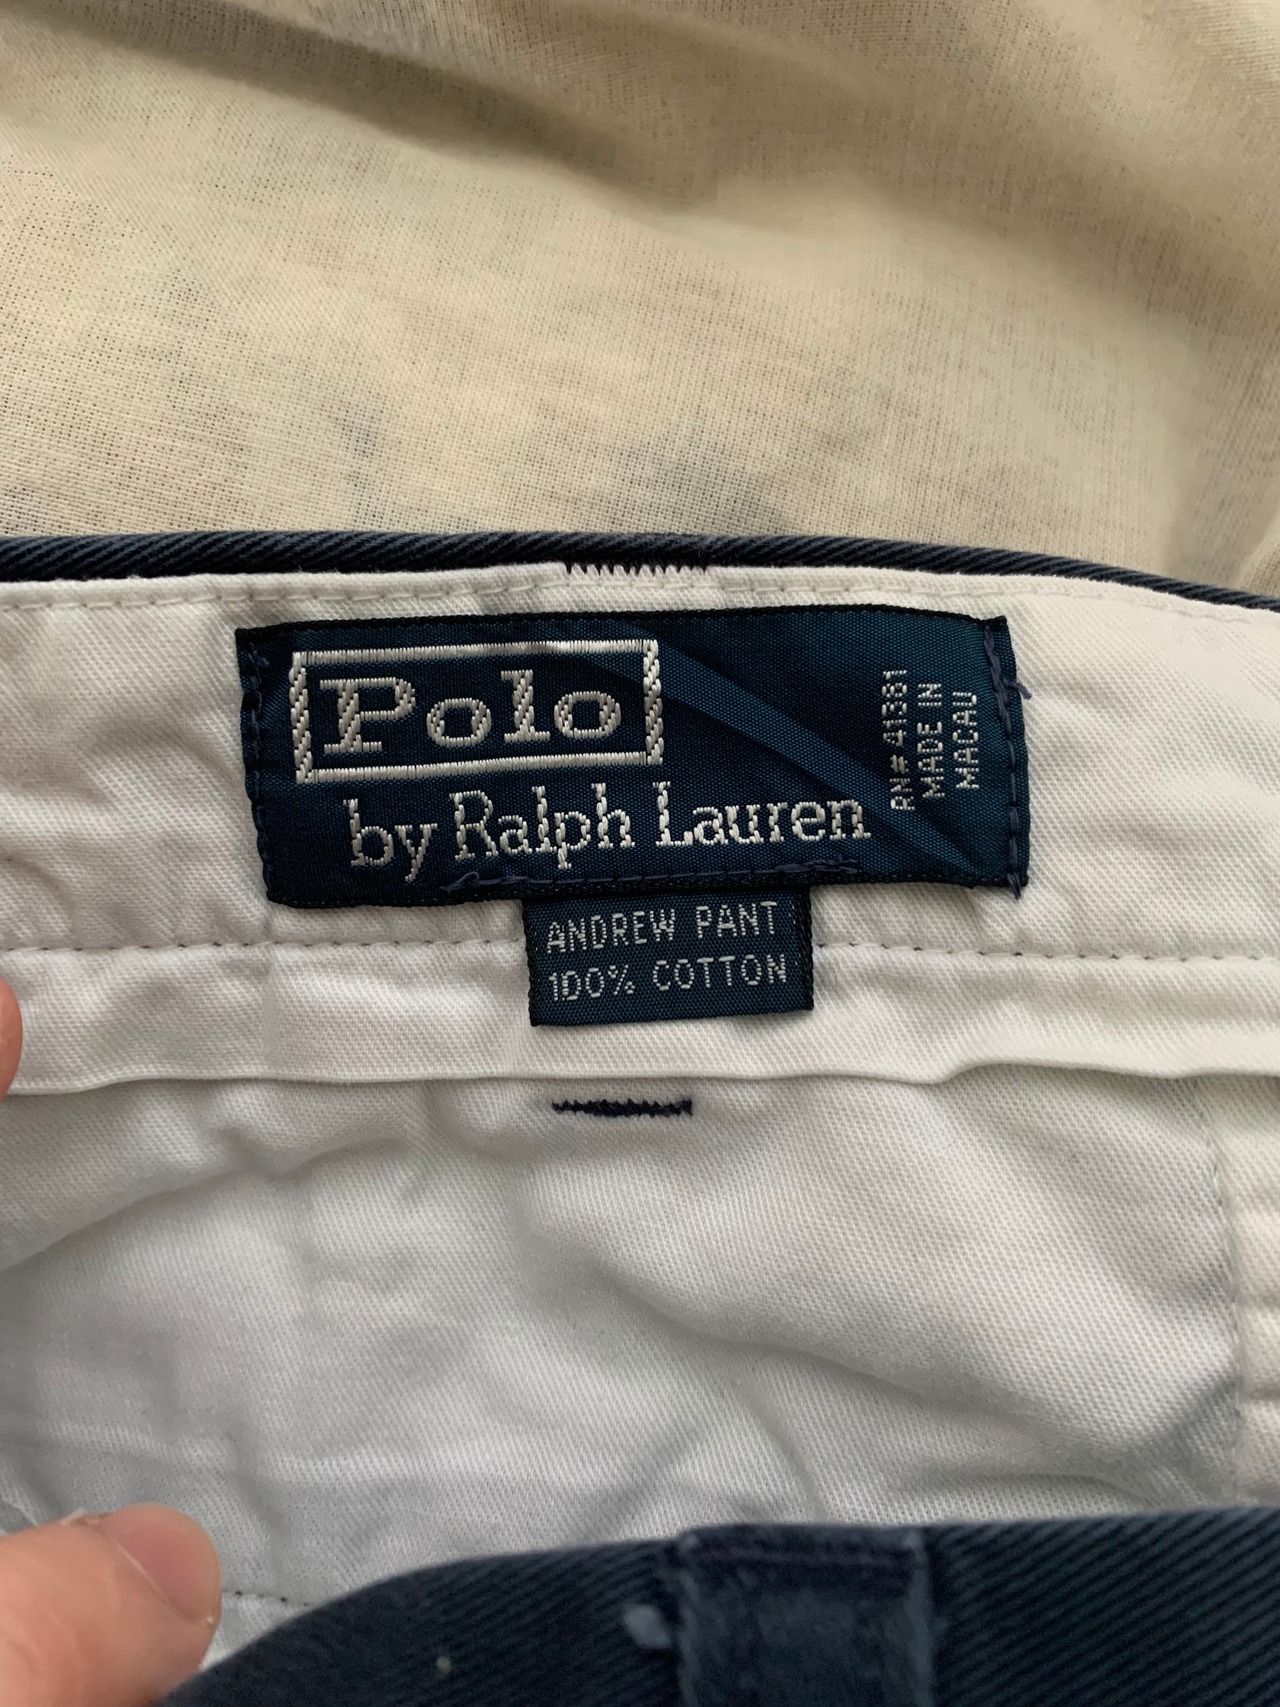 Polo
by Ralph Lauren
RN# 41381
MADE IN
MACAU
ANDREW PANT
100% COTTON